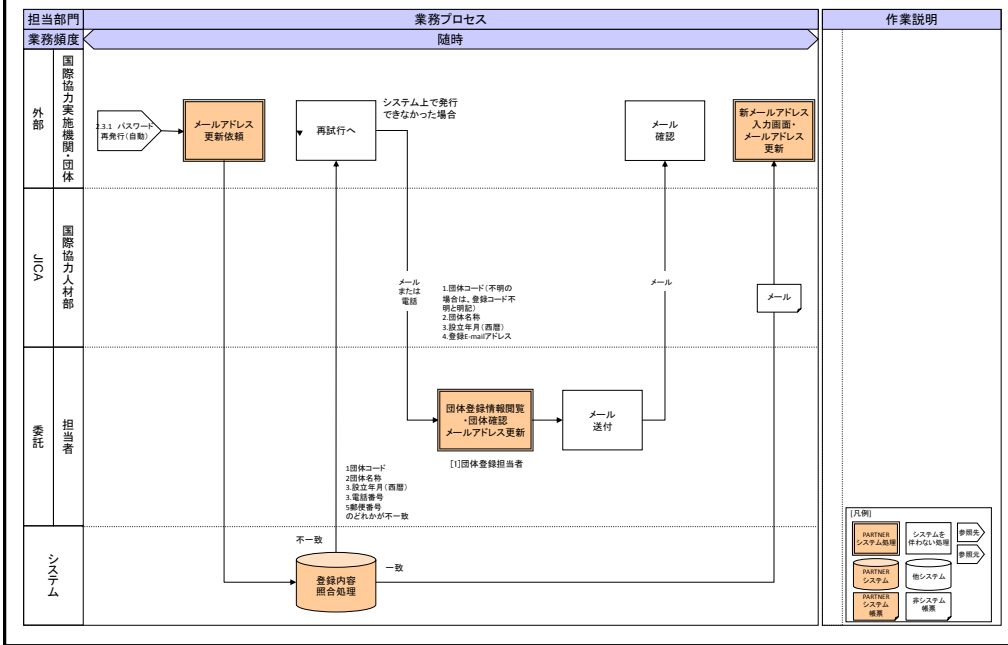 担当部門
業務プロセス
作業説明
業務頻度
随時
外部
国際協力実施機関・団体
2.3.1 パスワード
再発行(自動)
メールアドレス
更新依頼
再試行へ
システム上で発行
できなかった場合
メール
確認
新メールアドレス
入力画面・
メールアドレス
更新
JICA
国際協力人材部
メール
または
電話
1.団体コード(不明の
場合は、登録コード不
明と明記)
2.団体名称
3.設立年月(西暦)
4.登録E-mailアドレス
メール
メール
委託
担当者
団体登録情報閲覧
・団体確認
メールアドレス更新
[1]団体登録担当者
メール
送付
1団体コード
2団体名称
3.設立年月(西暦)
3.電話番号
5郵便番号
のどれかが不一致
システム
不一致
一致
登録内容
照合処理
[凡例]
PARTNER
システム処理
システムを
伴わない処理
参照先
参照元
PARTNER
システム
他システム
PARTNER
システム
帳票
非システム
帳票